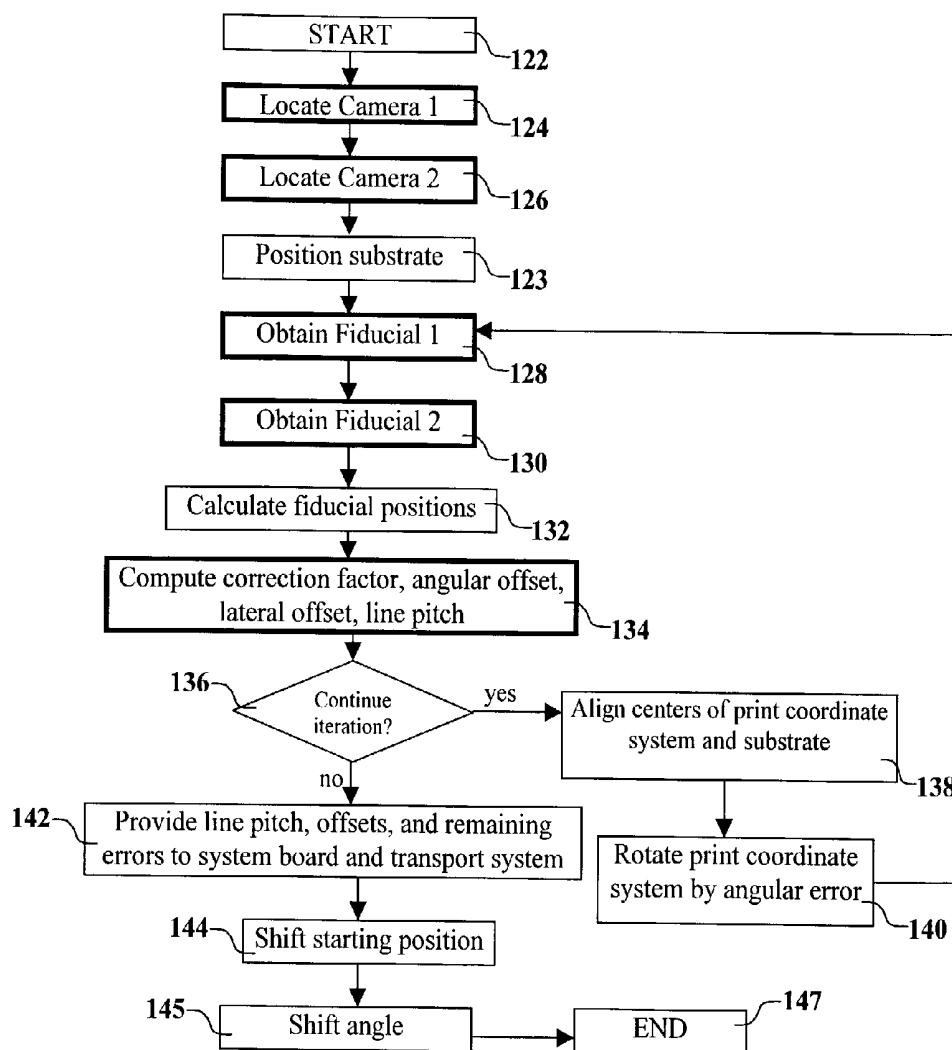 START
122
Locate Camera 1
124
Locate Camera 2
126
Position substrate
123
Obtain Fiducial 1
128
Obtain Fiducial 2
130
Calculate fiducial positions
132
Compute correction factor, angular offset,
lateral offset, line pitch
134
136
Continue
iteration?
yes
Align centers of print coordinate
system and substrate
138
no
142
Provide line pitch, offsets, and remaining
errors to system board and transport system
Rotate print coordinate
system by angular error
140
144
Shift starting position
145
Shift angle
147
END